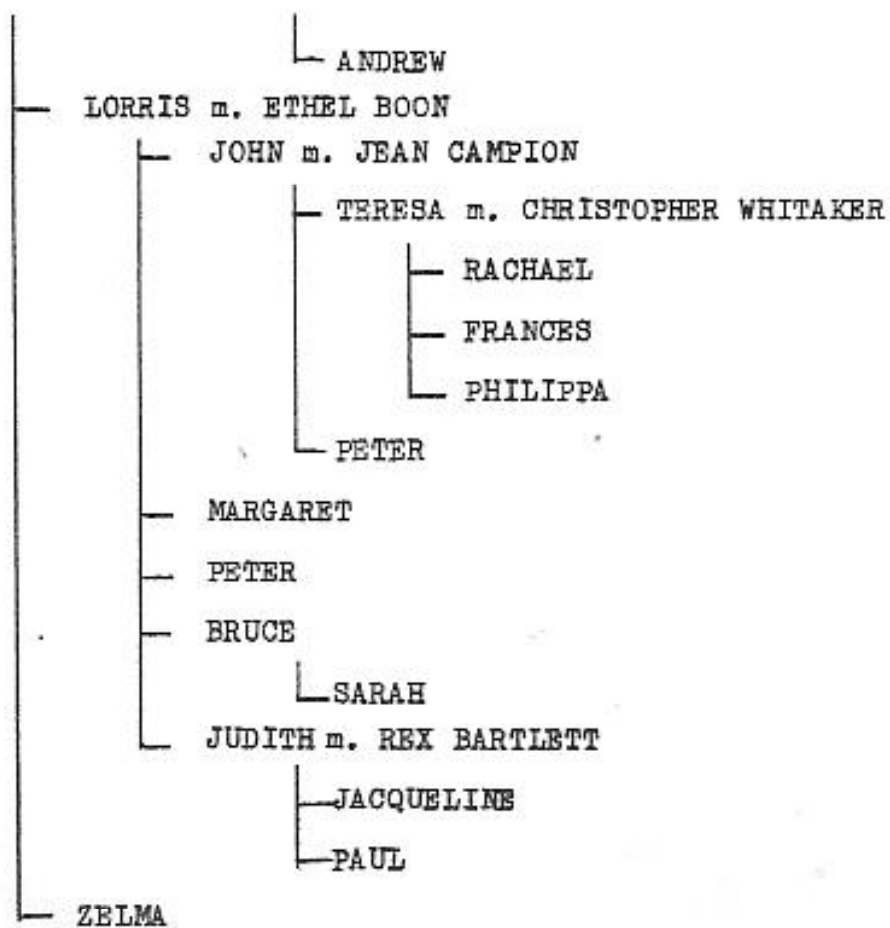 ANDREW
LORRIS m. ETHEL BOON
JOHN m. JEAN CAMPION
TERESA m. CHRISTOPHER WHITAKER
RACHAEL
FRANCES
PHILIPPA
PETER
MARGARET
PETER
BRUCE
SARAH
JUDITH m. REX BARTLETT
JACQUELINE
PAUL
ZELMA